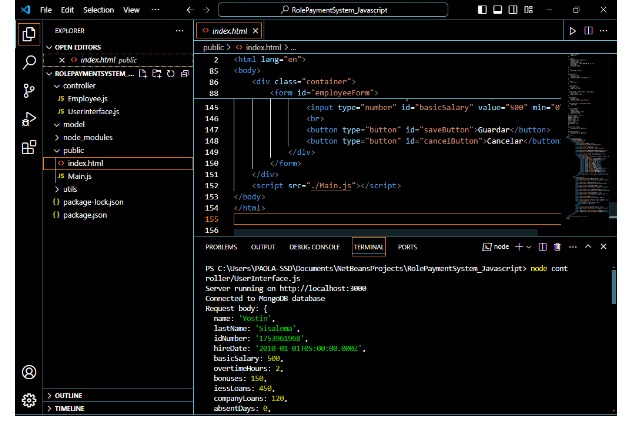 File Edit Selection View ···
RolePaymentSystem_Javascript
EXPLORER ···
OPEN EDITORS
index.html public
ROLEPAYMENTSYSTEM_...
controller
JS Employee.js
JS UserInterface.js
model
node_modules
public
<> index.html
JS Main.js
utils
{} package-lock.json
{} package.json
OUTLINE
TIMELINE
<> index.html
public > <> index.html > ...
2 <html lang="en">
85 <body>
86 <div class="container">
88 <form id="employeeForm">
145 <input type="number" id="basicSalary" value="500" min="0"
146 <br>
147 <button type="button" id="saveButton">Guardar</button>
148 <button type="button" id="cancelButton">Cancelar</button
149 </div>
150 </form>
151 </div>
152 <script src="./Main.js"></script>
153 </body>
154 </html>
155
156
PROBLEMS OUTPUT DEBUG CONSOLE TERMINAL PORTS
node
PS C:\Users\PAOLA-SSD\Documents\NetBeansProjects\RolePaymentSystem_Javascript> node cont
roller/UserInterface.js
Server running on http://localhost:3000
Connected to MongoDB database
Request body: {
name: 'Yostin',
lastName: 'Sisalema',
idNumber: '1753961968',
hireDate: '2010-01-01T05:00:00.000Z',
basicSalary: 500,
overtimeHours: 2,
bonuses: 150,
iessLoans: 450,
companyLoans: 120,
absentDays: 0,